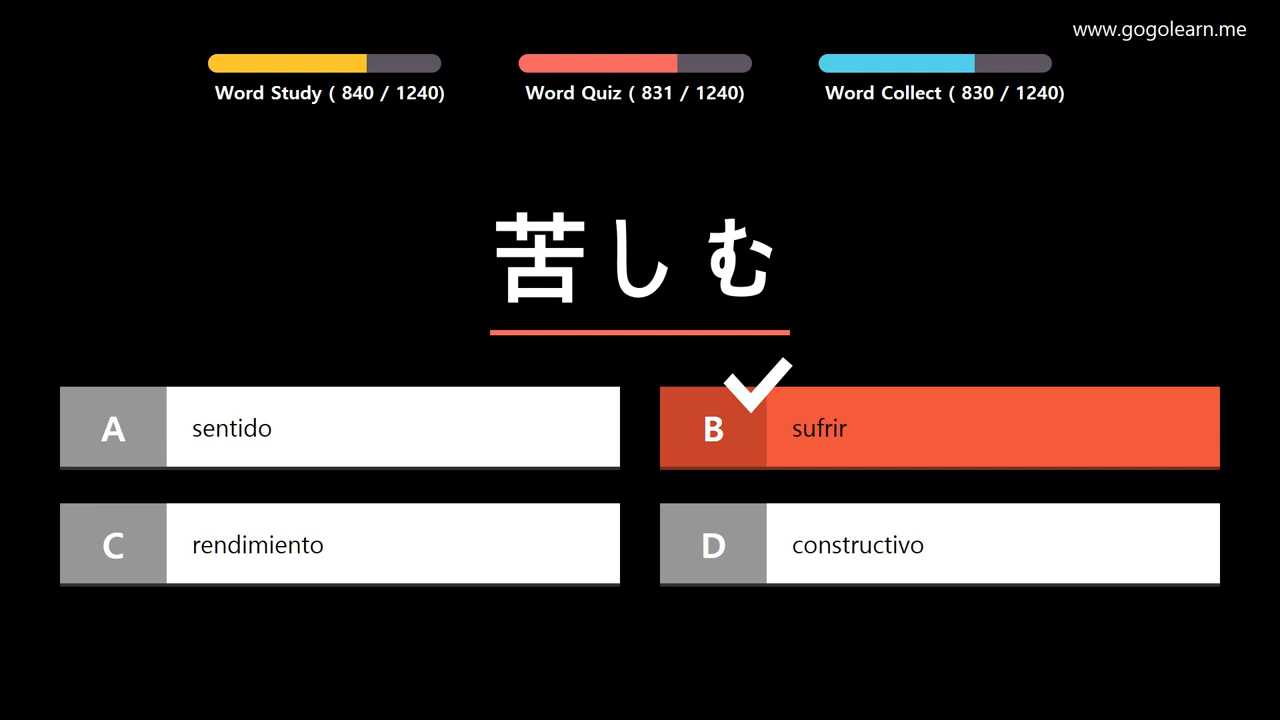 www.gogolearn.me
Word Study ( 840 / 1240)
Word Quiz ( 831 / 1240)
Word Collect ( 830 / 1240)
苦しむ
A sentido
B sufrir
C rendimiento
D constructivo